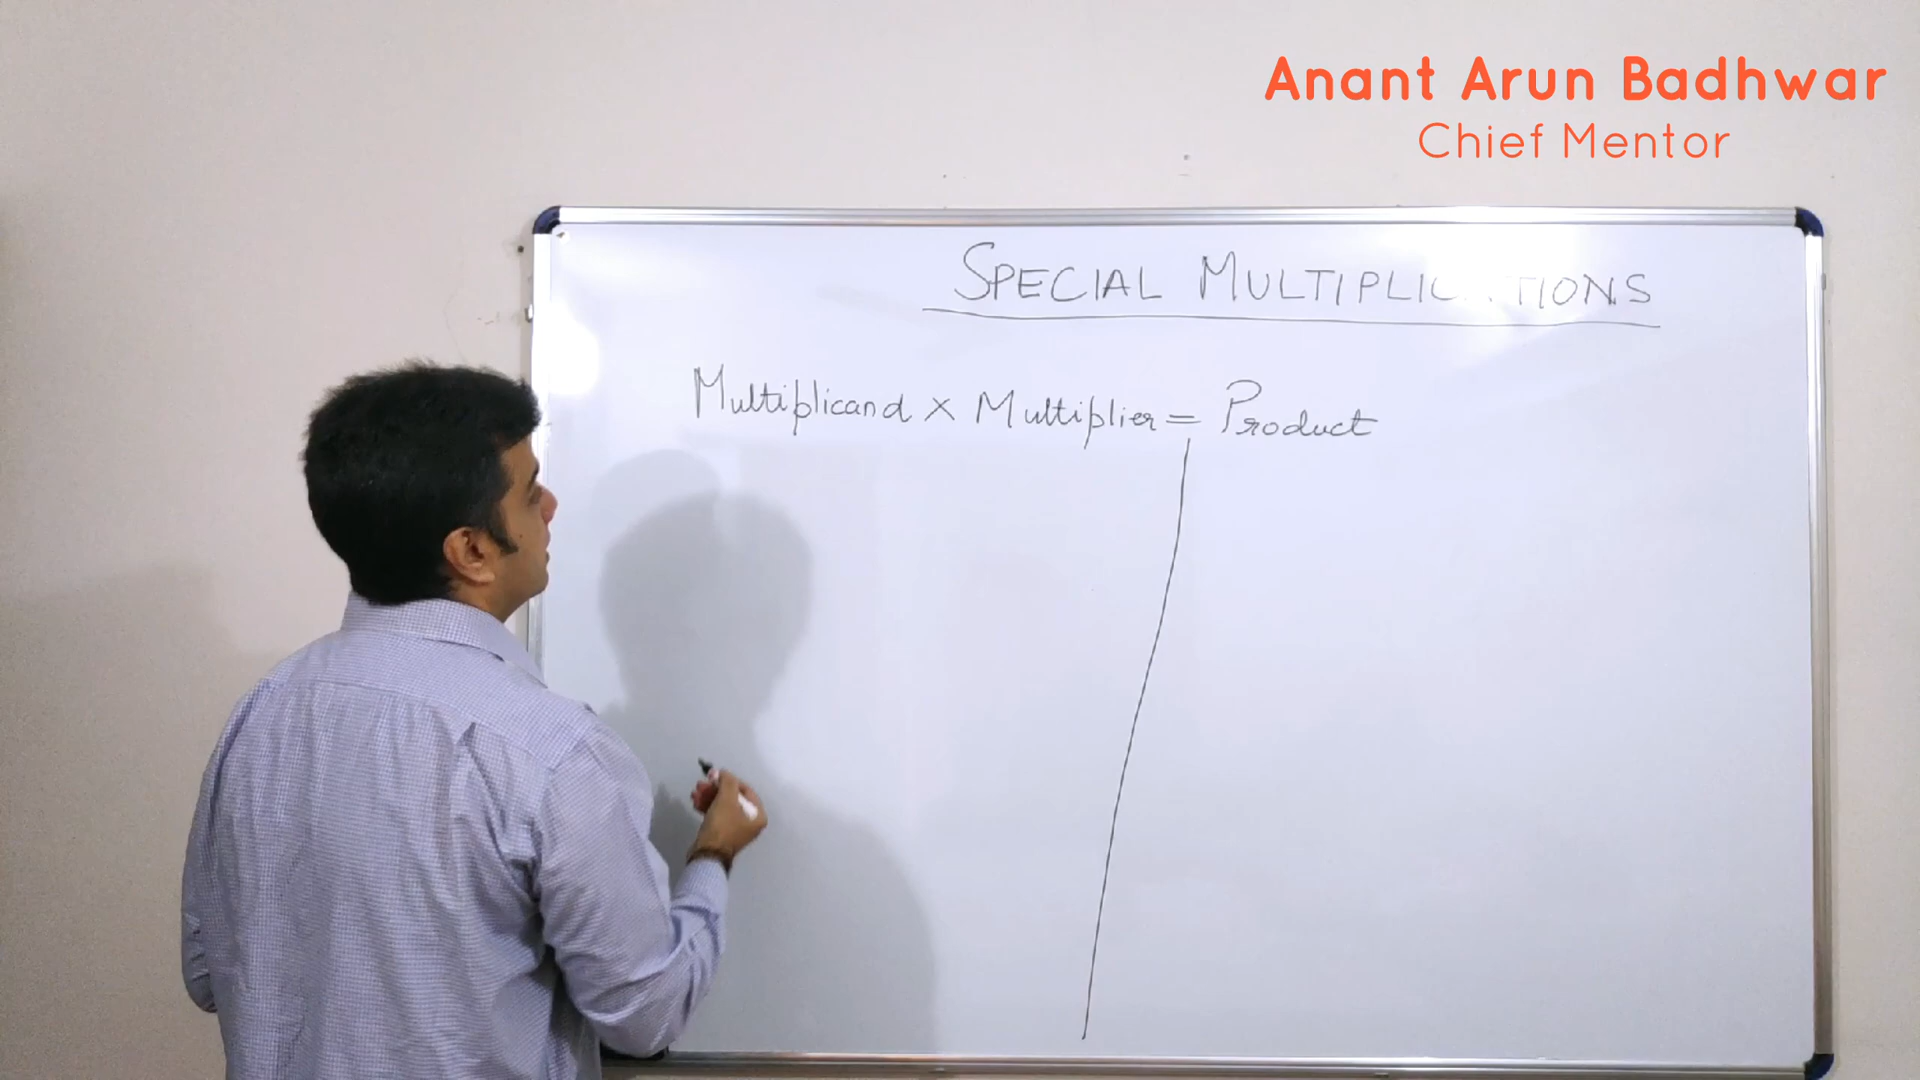 Anant Arun Badhwar
Chief Mentor
SPECIAL MULTIPLICATIONS
Multiplicand × Multiplier = Product